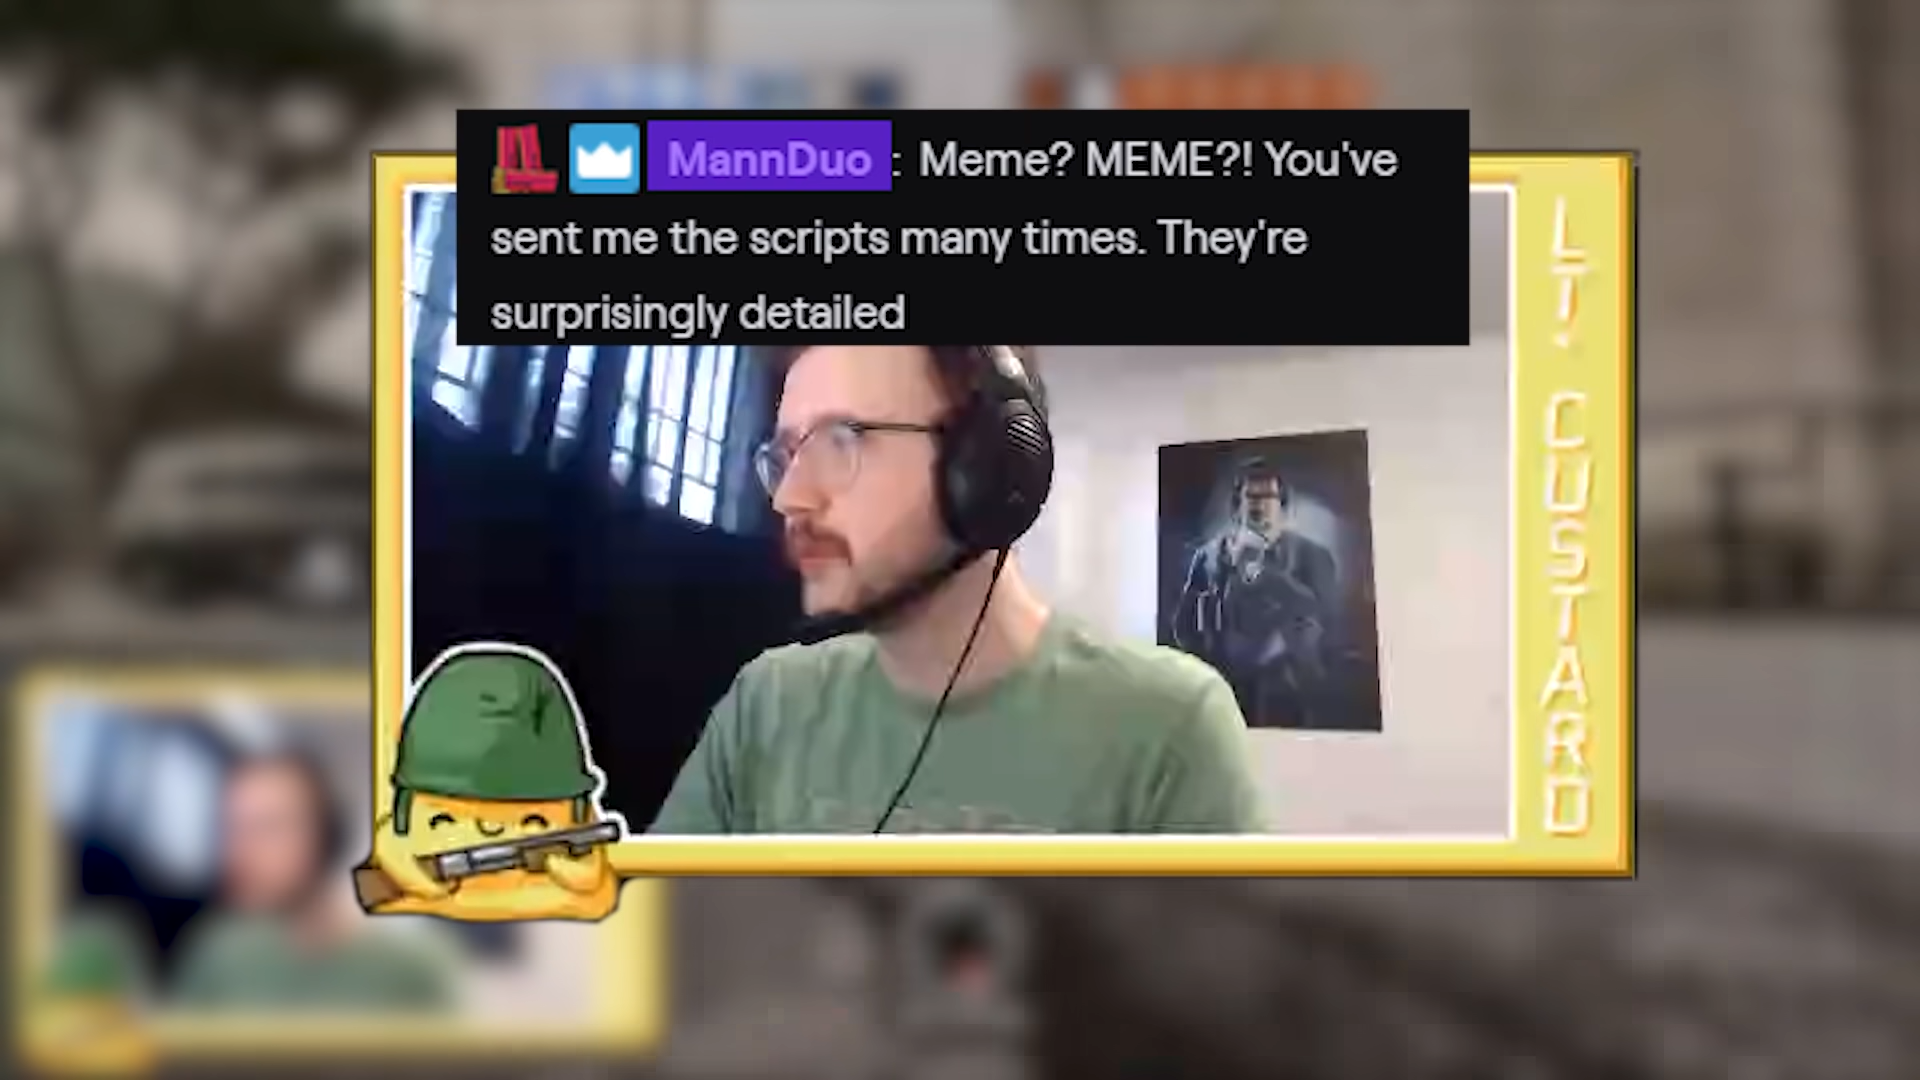 MannDuo : Meme? MEME?! You've
sent me the scripts many times. They're
surprisingly detailed
LT. CUSTARD